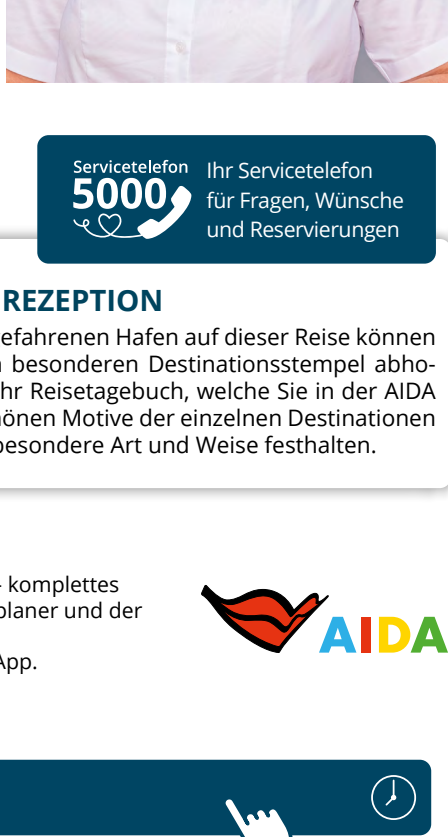 Servicetelefon
5000
Ihr Servicetelefon
für Fragen, Wünsche
und Reservierungen
REZEPTION
efahrenen Hafen auf dieser Reise können
besonderen Destinationsstempel abho-
hr Reisetagebuch, welche Sie in der AIDA
önen Motive der einzelnen Destinationen
besondere Art und Weise festhalten.
- komplettes
planer und der
App.
AIDA